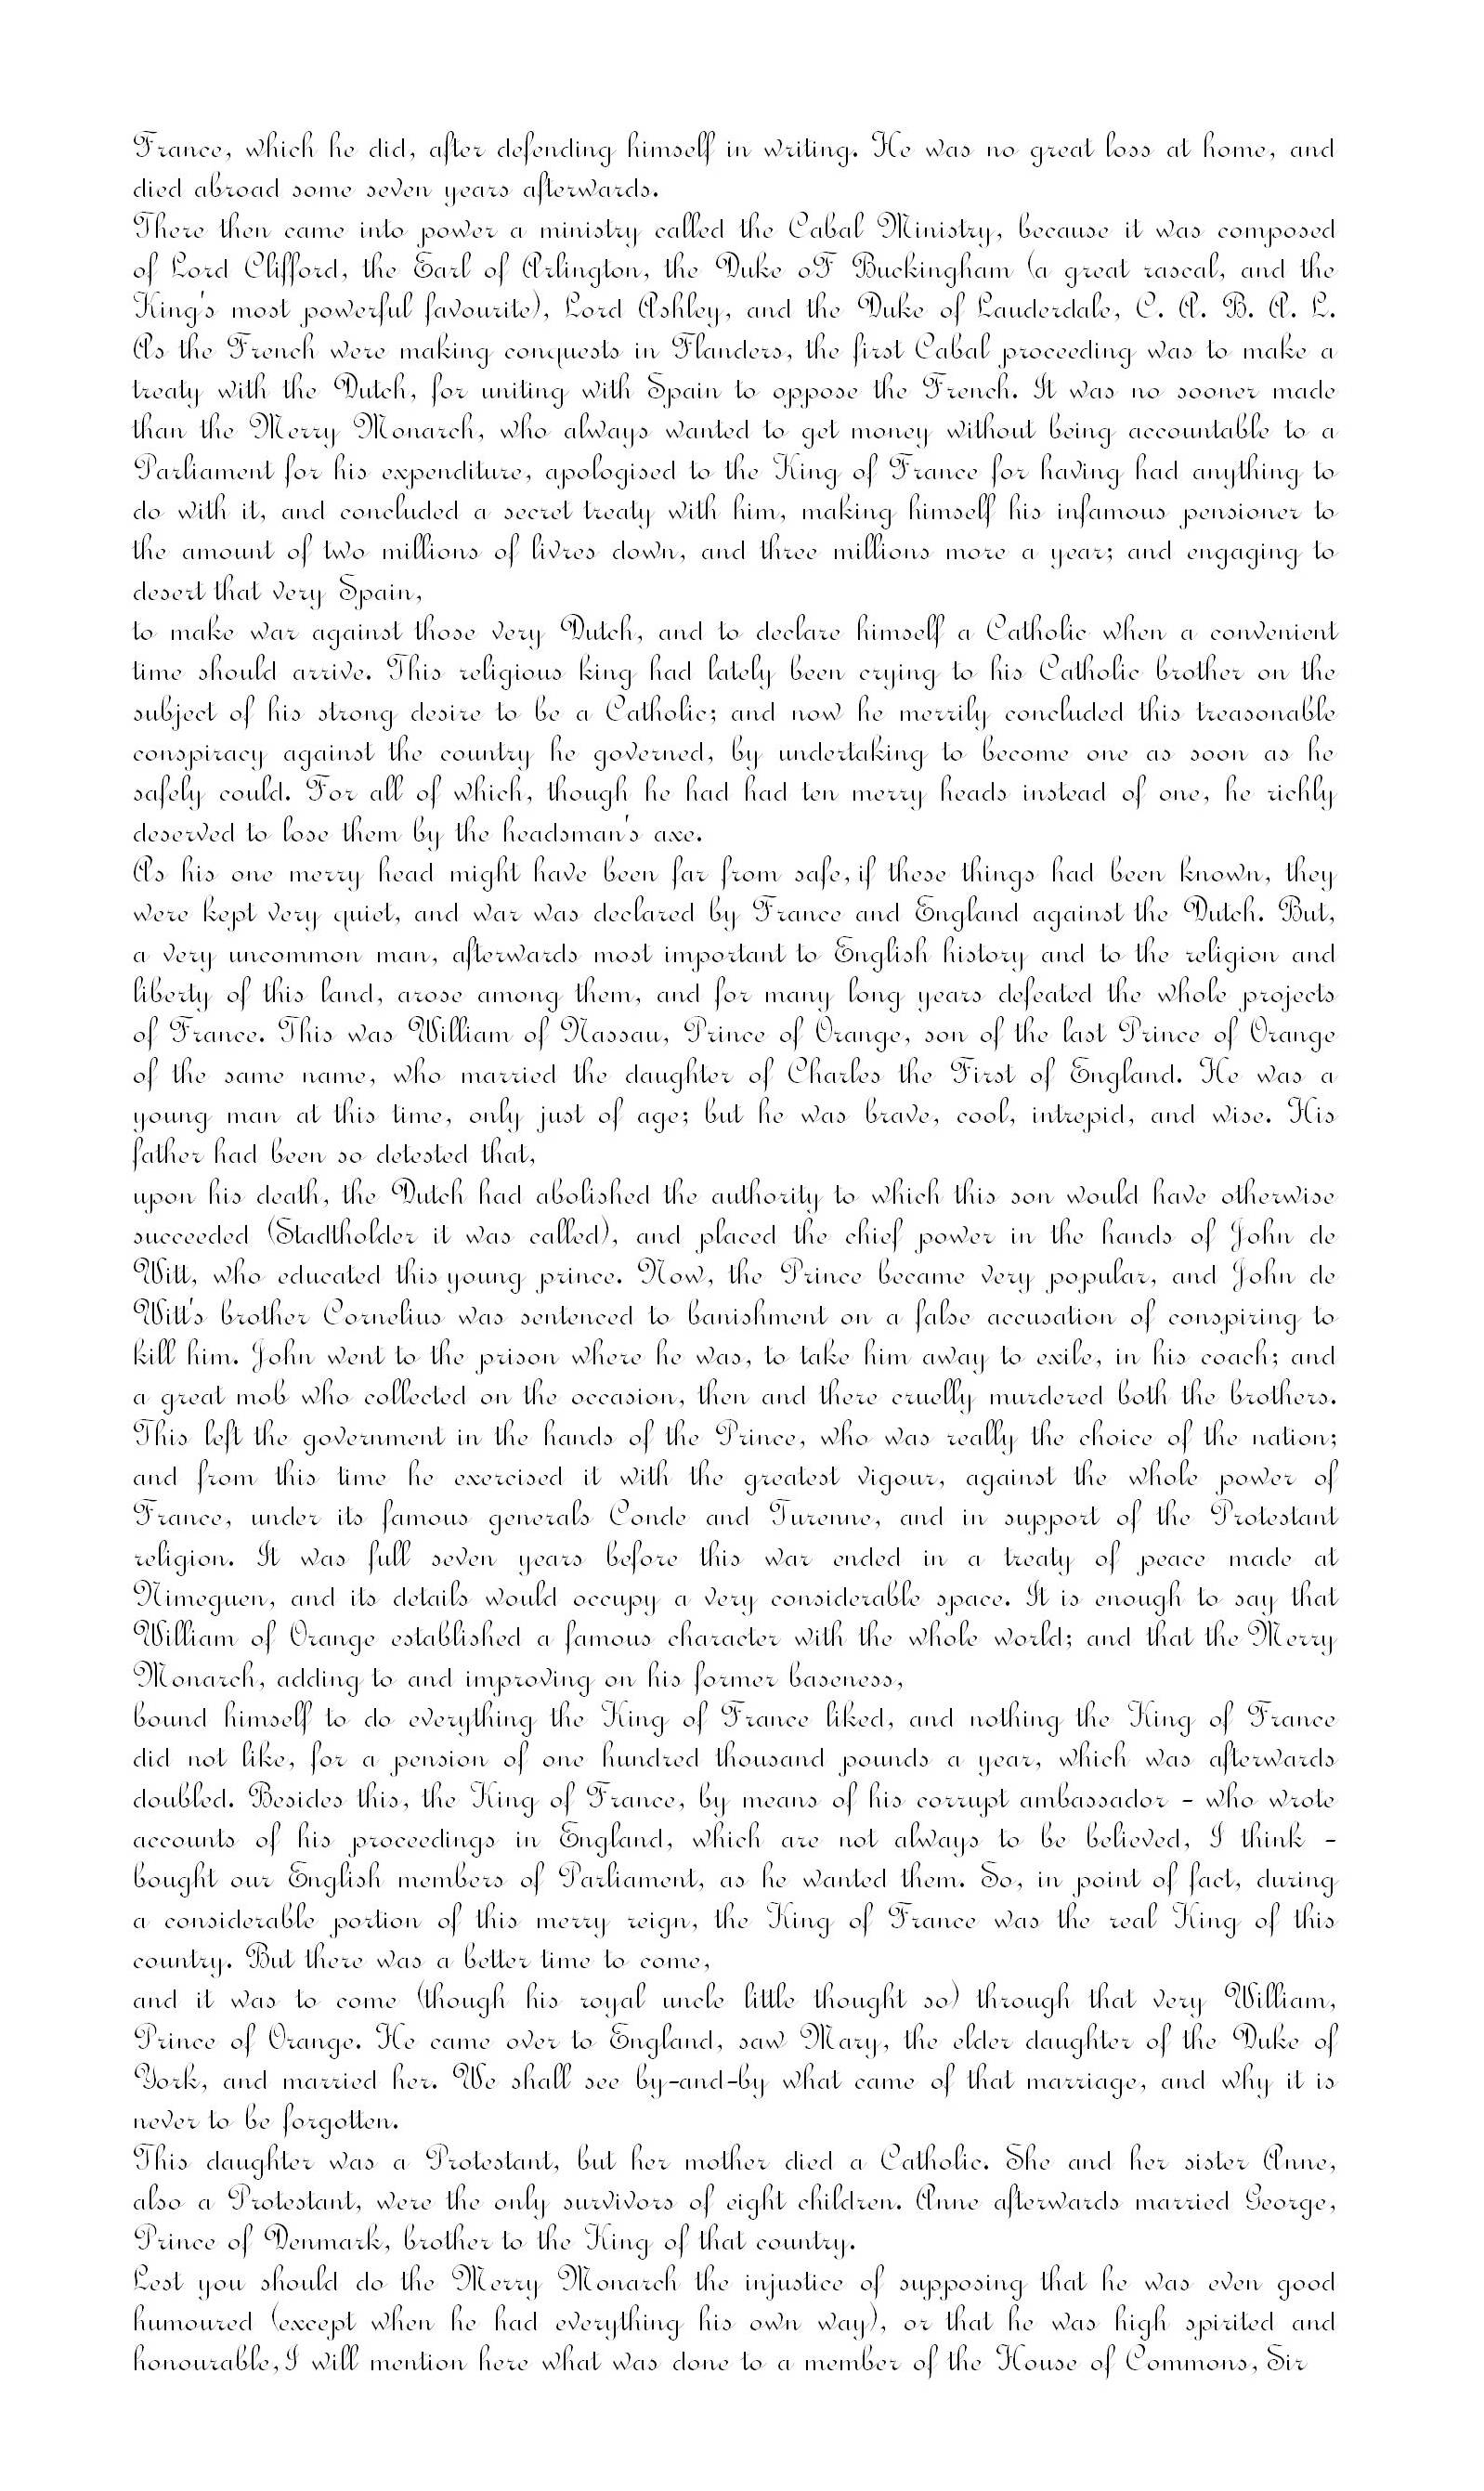 France, which he did, after defending himself in writing. He was no great loss at home, and
died abroad some seven years afterwards.
There then came into power a ministry called the Cabal Ministry, because it was composed
of Lord Clifford, the Earl of Arlington, the Duke oF Buckingham (a great rascal, and the
King's most powerful favourite), Lord Ashley, and the Duke of Lauderdale, C. A. B. A. L.
As the French were making conquests in Flanders, the first Cabal proceeding was to make a
treaty with the Dutch, for uniting with Spain to oppose the French. It was no sooner made
than the Merry Monarch, who always wanted to get money without being accountable to a
Parliament for his expenditure, apologised to the King of France for having had anything to
do with it, and concluded a secret treaty with him, making himself his infamous pensioner to
the amount of two millions of livres down, and three millions more a year; and engaging to
desert that very Spain,
to make war against those very Dutch, and to declare himself a Catholic when a convenient
time should arrive. This religious king had lately been crying to his Catholic brother on the
subject of his strong desire to be a Catholic; and now he merrily concluded this treasonable
conspiracy against the country he governed, by undertaking to become one as soon as he
safely could. For all of which, though he had had ten merry heads instead of one, he richly
deserved to lose them by the headsman's axe.
As his one merry head might have been far from safe, if these things had been known, they
were kept very quiet, and war was declared by France and England against the Dutch. But,
a very uncommon man, afterwards most important to English history and to the religion and
liberty of this land, arose among them, and for many long years defeated the whole projects
of France. This was William of Nassau, Prince of Orange, son of the last Prince of Orange
of the same name, who married the daughter of Charles the First of England. He was a
young man at this time, only just of age; but he was brave, cool, intrepid, and wise. His
father had been so detested that,
upon his death, the Dutch had abolished the authority to which this son would have otherwise
succeeded (Stadtholder it was called), and placed the chief power in the hands of John de
Witt, who educated this young prince. Now, the Prince became very popular, and John de
Witt's brother Cornelius was sentenced to banishment on a false accusation of conspiring to
kill him. John went to the prison where he was, to take him away to exile, in his coach; and
a great mob who collected on the occasion, then and there cruelly murdered both the brothers.
This left the government in the hands of the Prince, who was really the choice of the nation;
and from this time he exercised it with the greatest vigour, against the whole power of
France, under its famous generals Conde and Turenne, and in support of the Protestant
religion. It was full seven years before this war ended in a treaty of peace made at
Nimeguen, and its details would occupy a very considerable space. It is enough to say that
William of Orange established a famous character with the whole world; and that the Merry
Monarch, adding to and improving on his former baseness,
bound himself to do everything the King of France liked, and nothing the King of France
did not like, for a pension of one hundred thousand pounds a year, which was afterwards
doubled. Besides this, the King of France, by means of his corrupt ambassador - who wrote
accounts of his proceedings in England, which are not always to be believed, I think -
bought our English members of Parliament, as he wanted them. So, in point of fact, during
a considerable portion of this merry reign, the King of France was the real King of this
country. But there was a better time to come,
and it was to come (though his royal uncle little thought so) through that very William,
Prince of Orange. He came over to England, saw Mary, the elder daughter of the Duke of
York, and married her. We shall see by-and-by what came of that marriage, and why it is
never to be forgotten.
This daughter was a Protestant, but her mother died a Catholic. She and her sister Anne,
also a Protestant, were the only survivors of eight children. Anne afterwards married George,
Prince of Denmark, brother to the King of that country.
Lest you should do the Merry Monarch the injustice of supposing that he was even good
humoured (except when he had everything his own way), or that he was high spirited and
honourable, I will mention here what was done to a member of the House of Commons, Sir